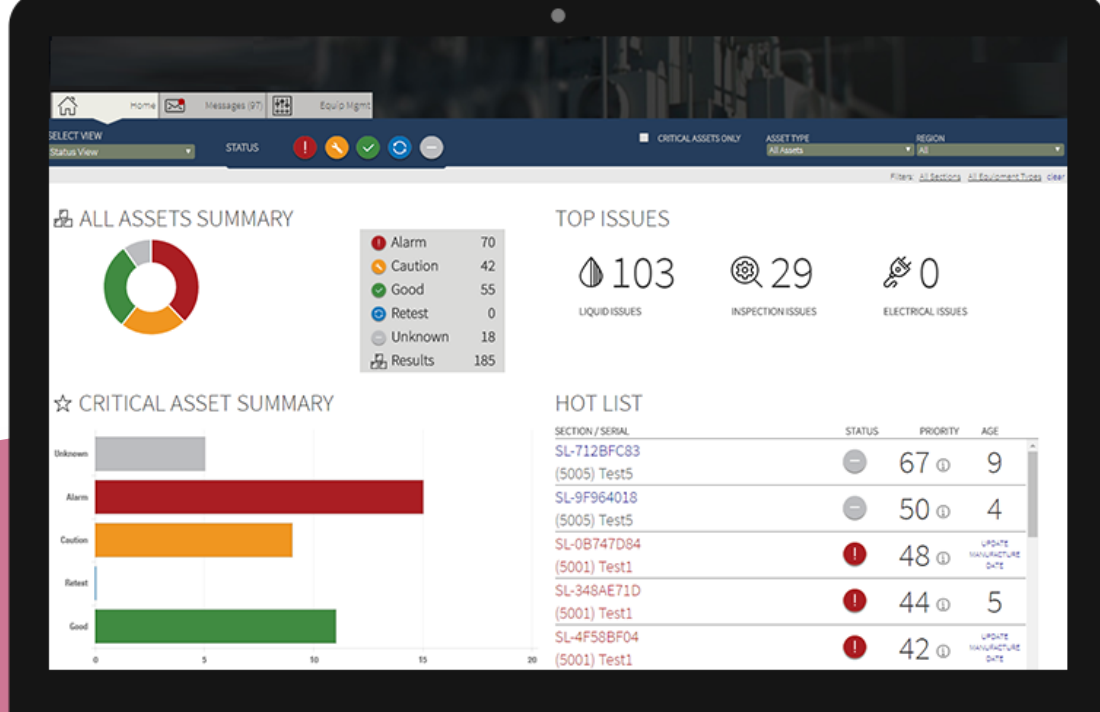 Home Messages (97) Equip Mgmt
SELECT VIEW
Status View
STATUS
CRITICAL ASSETS ONLY
ASSET TYPE
All Assets
REGION
All
Filters: All Sections All Equipment Types clear
ALL ASSETS SUMMARY
Alarm 70
Caution 42
Good 55
Retest 0
Unknown 18
Results 185
TOP ISSUES
103
LIQUID ISSUES
29
INSPECTION ISSUES
0
ELECTRICAL ISSUES
CRITICAL ASSET SUMMARY
Unknown
Alarm
Caution
Retext
Good
0 5 10 15 20
HOT LIST
SECTION / SERIAL STATUS PRIORITY AGE
SL-712BFC83
(5005) Test5
67 9
SL-9F964018
(5005) Test5
50 4
SL-0B747D84
(5001) Test1
48
UPDATE
MANUFACTURE
DATE
SL-348AE71D
(5001) Test1
44 5
SL-4F58BF04
(5001) Test1
42
UPDATE
MANUFACTURE
DATE